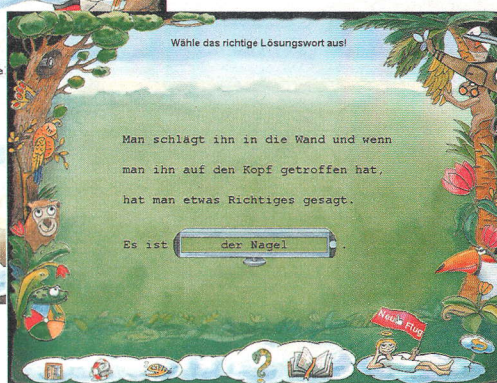 Wähle das richtige Lösungswort aus!
Man schlägt ihn in die Wand und wenn
man ihn auf den Kopf getroffen hat,
hat man etwas Richtiges gesagt.
Es ist der Nagel .
Neuer Flug